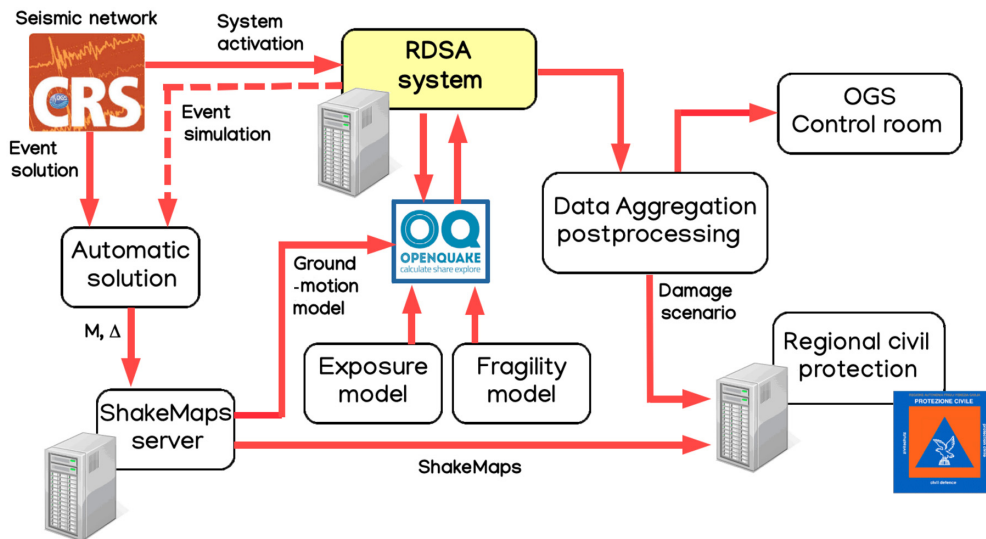 Seismic network
CRS
System
activation
RDSA
system
Event
simulation
Event
solution
OGS
Control room
Data Aggregation
postprocessing
OQ
OPENQUAKE
calculate share explore
Automatic
solution
Ground
-motion
model
Damage
scenario
M, Δ
Exposure
model
Fragility
model
Regional civil
protection
ShakeMaps
server
ShakeMaps
PROTEZIONE CIVILE
civil defence